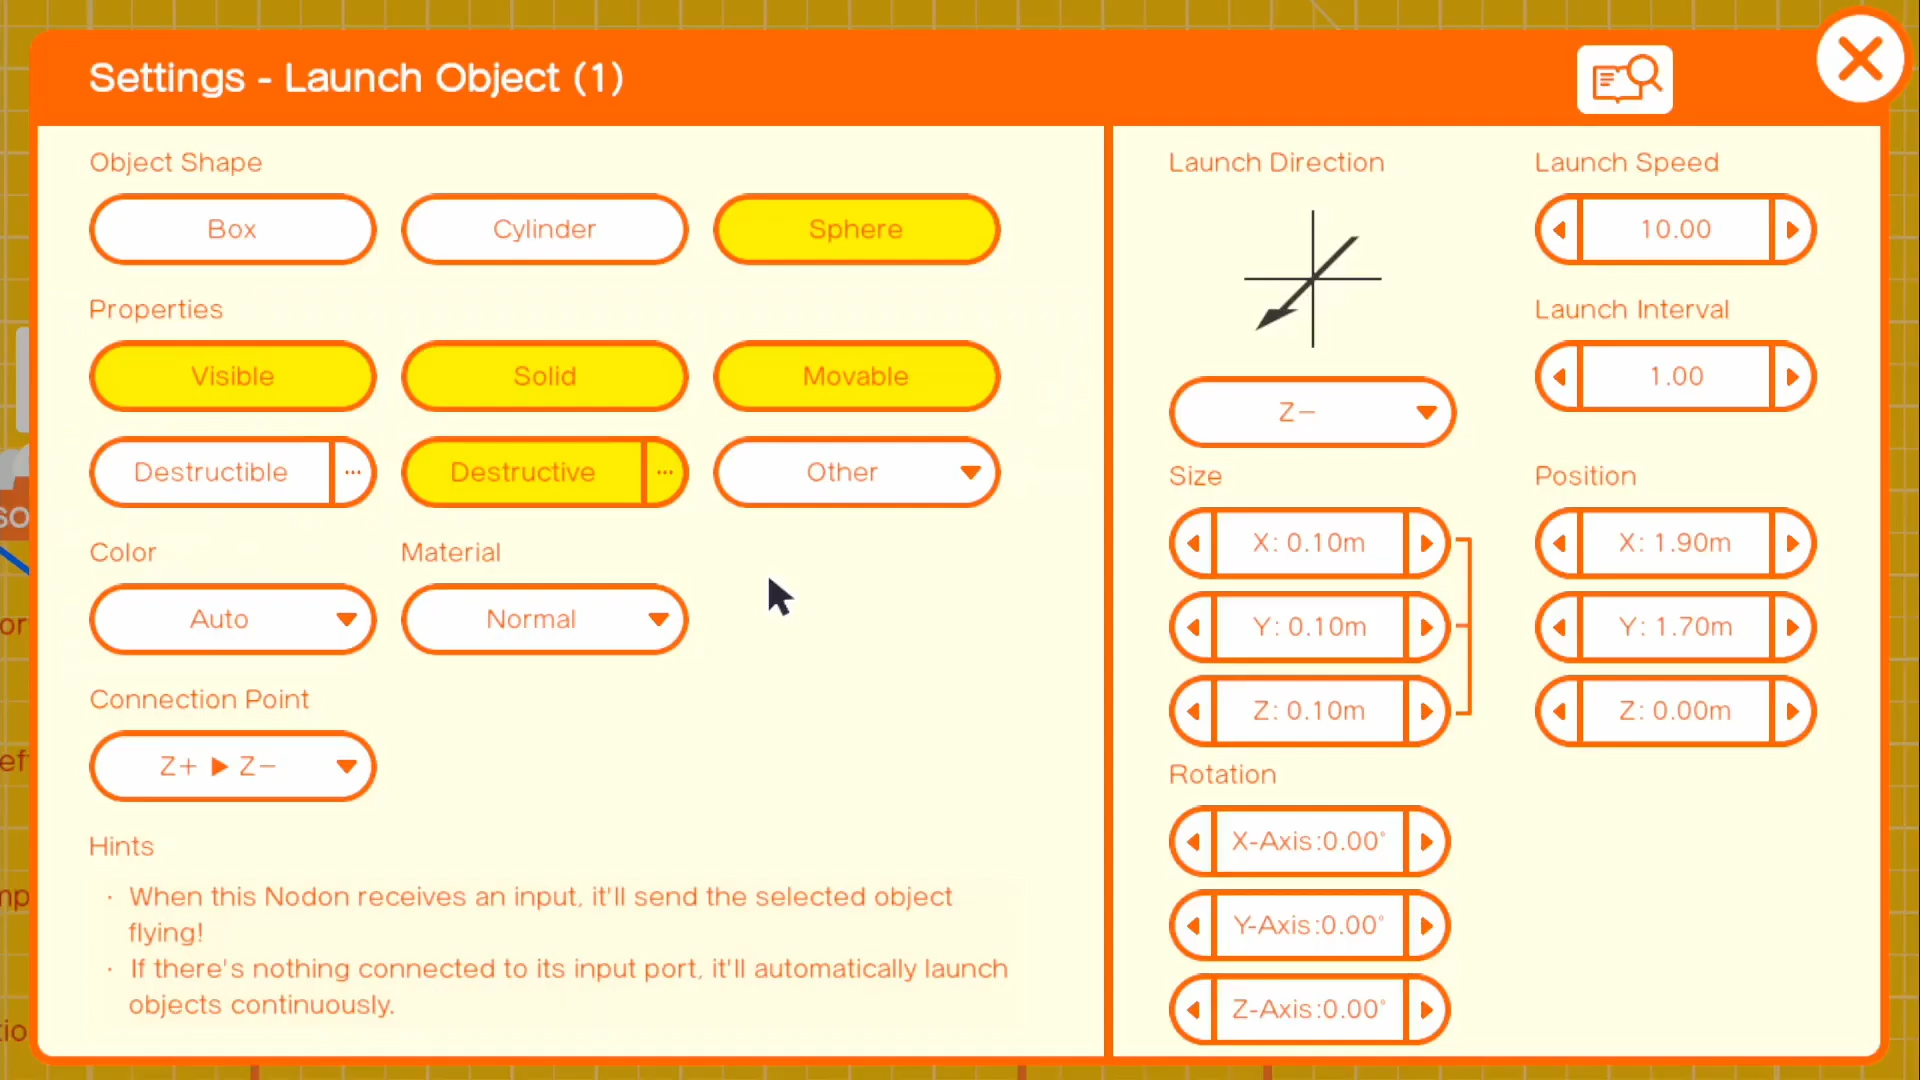 Settings - Launch Object (1)
Object Shape
Box
Cylinder
Sphere
Properties
Visible
Solid
Movable
Destructible
...
Destructive
...
Other
Color
Material
Auto
Normal
Connection Point
Z+ ▶ Z−
Hints
· When this Nodon receives an input, it'll send the selected object
flying!
· If there's nothing connected to its input port, it'll automatically launch
objects continuously.
Launch Direction
Z−
Launch Speed
10.00
Launch Interval
1.00
Size
X: 0.10m
Y: 0.10m
Z: 0.10m
Position
X: 1.90m
Y: 1.70m
Z: 0.00m
Rotation
X-Axis:0.00°
Y-Axis:0.00°
Z-Axis:0.00°